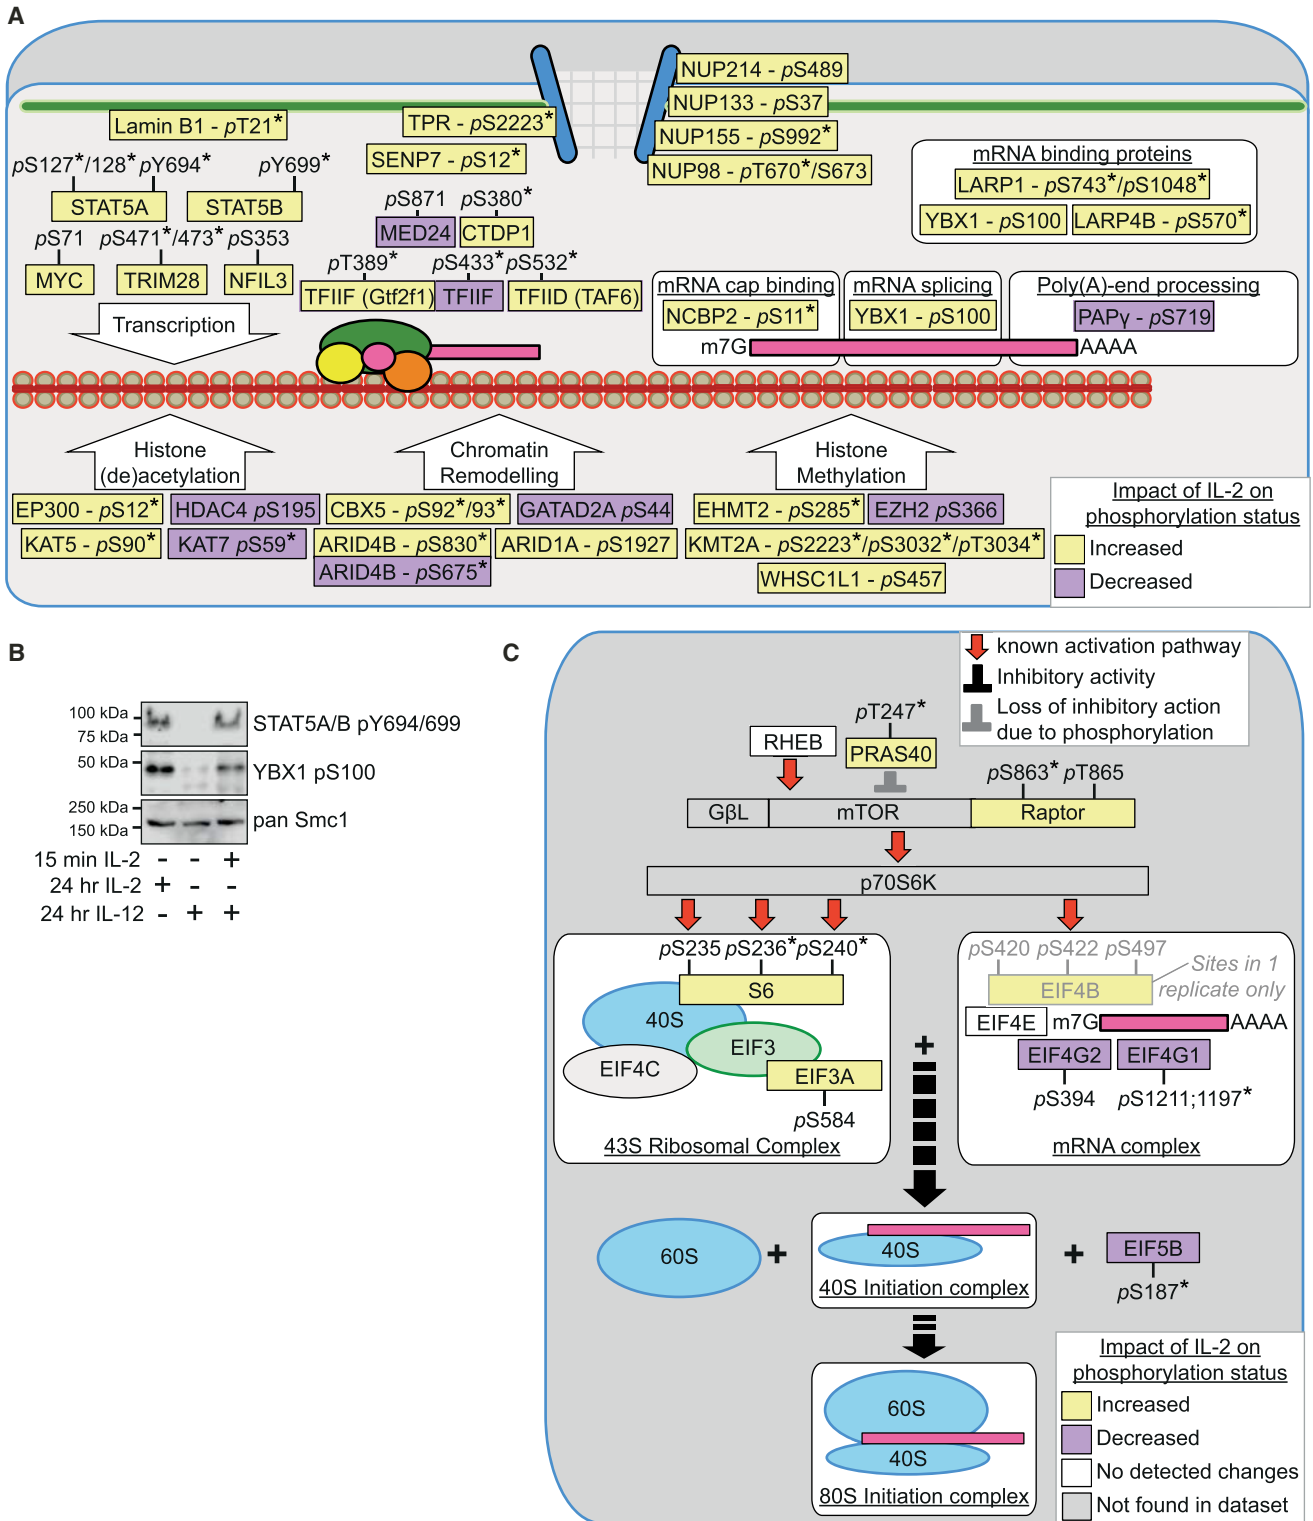 A
NUP214 - pS489
NUP133 - pS37
NUP155 - pS992*
NUP98 - pT670*/S673
Lamin B1 - pT21*
TPR - pS2223*
SENP7 - pS12*
pS127*/128* pY694* pY699*
STAT5A STAT5B
pS71 pS471*/473* pS353
MYC TRIM28 NFIL3
Transcription
pS871 pS380*
MED24 CTDP1
pT389* pS433* pS532*
TFIIF (Gtf2f1) TFIIF TFIID (TAF6)
mRNA binding proteins
LARP1 - pS743*/pS1048*
YBX1 - pS100 LARP4B - pS570*
mRNA cap binding mRNA splicing Poly(A)-end processing
NCBP2 - pS11* YBX1 - pS100 PAPγ - pS719
m7G AAAA
Histone
(de)acetylation
Chromatin
Remodelling
Histone
Methylation
EP300 - pS12* HDAC4 pS195
KAT5 - pS90* KAT7 pS59*
CBX5 - pS92*/93* GATAD2A pS44
ARID4B - pS830* ARID1A - pS1927
ARID4B - pS675*
EHMT2 - pS285* EZH2 pS366
KMT2A - pS2223*/pS3032*/pT3034*
WHSC1L1 - pS457
Impact of IL-2 on
phosphorylation status
Increased
Decreased
B
100 kDa
75 kDa
STAT5A/B pY694/699
50 kDa
YBX1 pS100
250 kDa
150 kDa
pan Smc1
15 min IL-2 - - +
24 hr IL-2 + - -
24 hr IL-12 - + +
C
known activation pathway
Inhibitory activity
Loss of inhibitory action
due to phosphorylation
pT247*
RHEB
PRAS40
pS863* pT865
GβL mTOR Raptor
p70S6K
pS235 pS236* pS240*
S6
40S
EIF3
EIF4C
EIF3A
pS584
43S Ribosomal Complex
+
pS420 pS422 pS497
EIF4B
Sites in 1
replicate only
EIF4E m7G AAAA
EIF4G2 EIF4G1
pS394 pS1211;1197*
mRNA complex
60S + 40S + EIF5B
40S Initiation complex
pS187*
60S
40S
80S Initiation complex
Impact of IL-2 on
phosphorylation status
Increased
Decreased
No detected changes
Not found in dataset